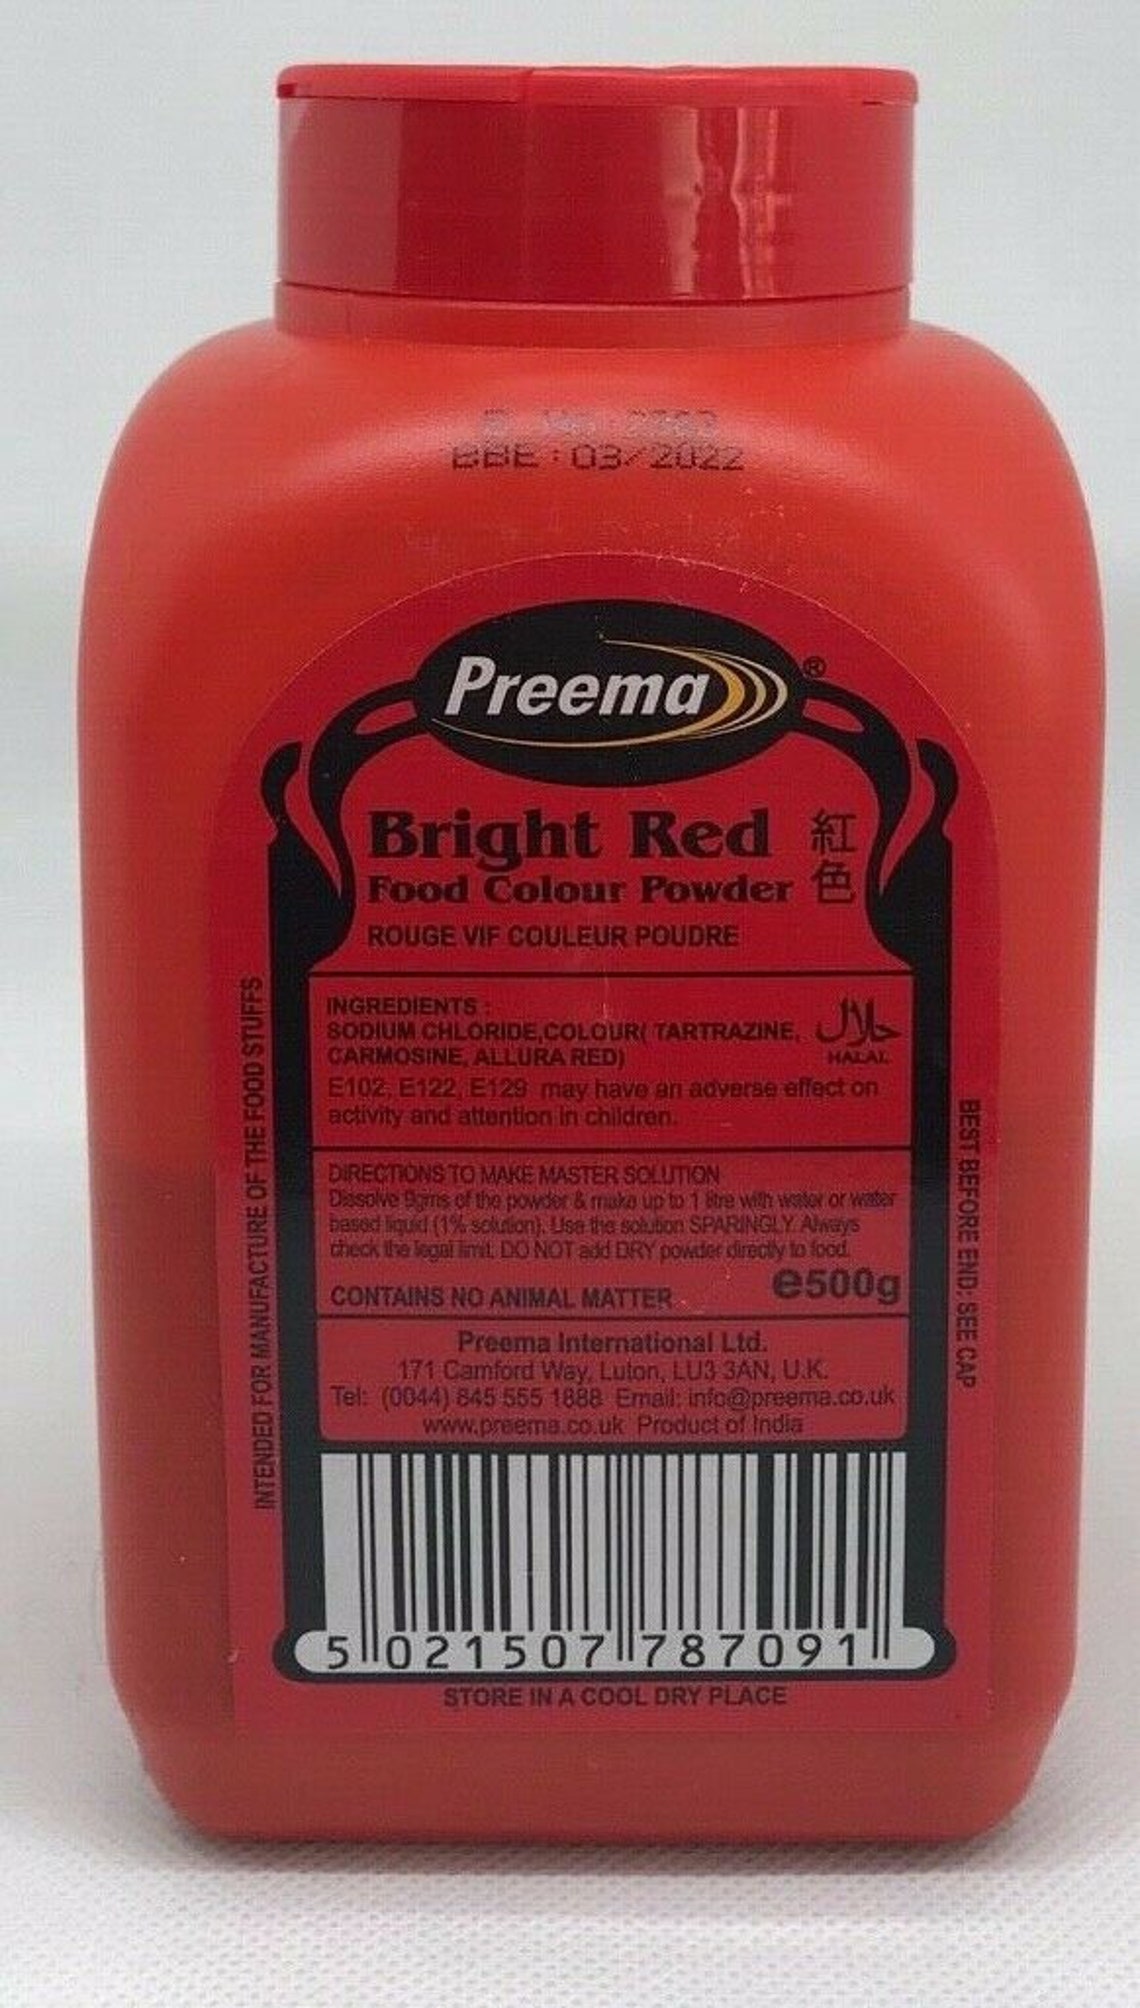 BBE : 03/2022
Preema®
Bright Red
Food Colour Powder
紅色
ROUGE VIF COULEUR POUDRE
INGREDIENTS :
SODIUM CHLORIDE,COLOUR( TARTRAZINE,
CARMOSINE, ALLURA RED)
حلال
HALAL
E102, E122, E129 may have an adverse effect on
activity and attention in children.
DIRECTIONS TO MAKE MASTER SOLUTION
Dissolve 9gms of the powder & make up to 1 litre with water or water
based liquid (1% solution). Use the solution SPARINGLY. Always
check the legal limit. DO NOT add DRY powder directly to food.
CONTAINS NO ANIMAL MATTER
e500g
Preema International Ltd.
171 Camford Way, Luton, LU3 3AN, U.K.
Tel: (0044) 845 555 1888 Email: info@preema.co.uk
www.preema.co.uk Product of India
5 021507 787091
STORE IN A COOL DRY PLACE
INTENDED FOR MANUFACTURE OF THE FOOD STUFFS
BEST BEFORE END: SEE CAP